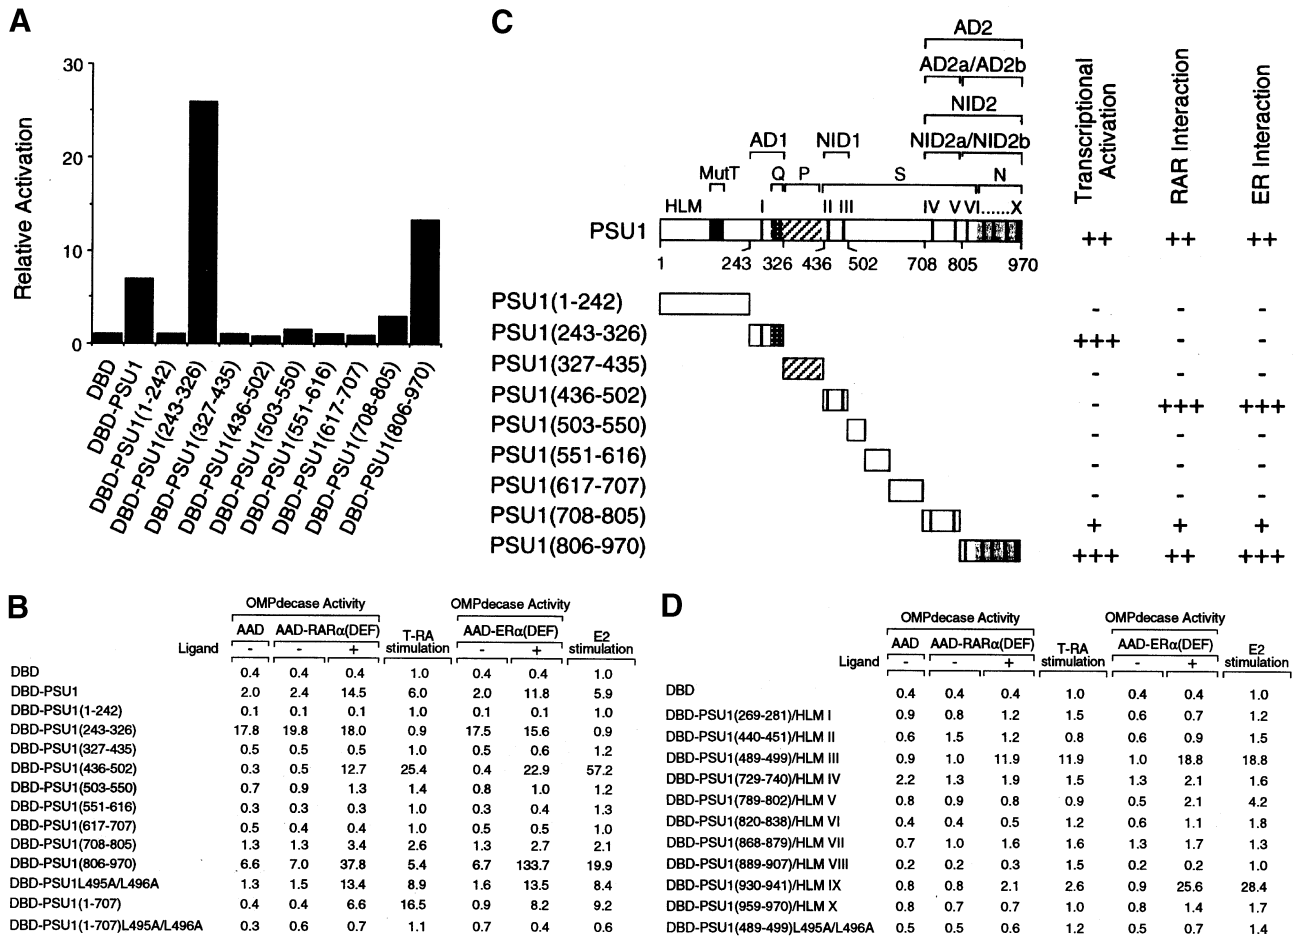 A
30
20
10
0
Relative Activation
DBD
DBD-PSU1
DBD-PSU1(1-242)
DBD-PSU1(243-326)
DBD-PSU1(327-435)
DBD-PSU1(436-502)
DBD-PSU1(503-550)
DBD-PSU1(551-616)
DBD-PSU1(617-707)
DBD-PSU1(708-805)
DBD-PSU1(806-970)
C
AD2
AD2a/AD2b
NID2
AD1 NID1 NID2a/NID2b
MutT Q P S N
HLM I II III IV V VI......X
PSU1 ++ ++ ++
1 243 326 436 502 708 805 970
Transcriptional Activation
RAR Interaction
ER Interaction
PSU1(1-242) - - -
PSU1(243-326) +++ - -
PSU1(327-435) - - -
PSU1(436-502) - +++ +++
PSU1(503-550) - - -
PSU1(551-616) - - -
PSU1(617-707) - - -
PSU1(708-805) + + +
PSU1(806-970) +++ ++ +++
B
OMPdecase Activity OMPdecase Activity
AAD AAD-RARα(DEF) T-RA stimulation AAD-ERα(DEF) E2 stimulation
Ligand - - + - +
DBD 0.4 0.4 0.4 1.0 0.4 0.4 1.0
DBD-PSU1 2.0 2.4 14.5 6.0 2.0 11.8 5.9
DBD-PSU1(1-242) 0.1 0.1 0.1 1.0 0.1 0.1 1.0
DBD-PSU1(243-326) 17.8 19.8 18.0 0.9 17.5 15.6 0.9
DBD-PSU1(327-435) 0.5 0.5 0.5 1.0 0.5 0.6 1.2
DBD-PSU1(436-502) 0.3 0.5 12.7 25.4 0.4 22.9 57.2
DBD-PSU1(503-550) 0.7 0.9 1.3 1.4 0.8 1.0 1.2
DBD-PSU1(551-616) 0.3 0.3 0.3 1.0 0.3 0.4 1.3
DBD-PSU1(617-707) 0.5 0.4 0.4 1.0 0.5 0.5 1.0
DBD-PSU1(708-805) 1.3 1.3 3.4 2.6 1.3 2.7 2.1
DBD-PSU1(806-970) 6.6 7.0 37.8 5.4 6.7 133.7 19.9
DBD-PSU1L495A/L496A 1.3 1.5 13.4 8.9 1.6 13.5 8.4
DBD-PSU1(1-707) 0.4 0.4 6.6 16.5 0.9 8.2 9.2
DBD-PSU1(1-707)L495A/L496A 0.3 0.6 0.7 1.1 0.7 0.4 0.6
D
OMPdecase Activity OMPdecase Activity
AAD AAD-RARα(DEF) T-RA stimulation AAD-ERα(DEF) E2 stimulation
Ligand - - + - +
DBD 0.4 0.4 0.4 1.0 0.4 0.4 1.0
DBD-PSU1(269-281)/HLM I 0.9 0.8 1.2 1.5 0.6 0.7 1.2
DBD-PSU1(440-451)/HLM II 0.6 1.5 1.2 0.8 0.6 0.9 1.5
DBD-PSU1(489-499)/HLM III 0.9 1.0 11.9 11.9 1.0 18.8 18.8
DBD-PSU1(729-740)/HLM IV 2.2 1.3 1.9 1.5 1.3 2.1 1.6
DBD-PSU1(789-802)/HLM V 0.8 0.9 0.8 0.9 0.5 2.1 4.2
DBD-PSU1(820-838)/HLM VI 0.4 0.4 0.5 1.2 0.6 1.1 1.8
DBD-PSU1(868-879)/HLM VII 0.7 1.0 1.6 1.6 1.3 1.7 1.3
DBD-PSU1(889-907)/HLM VIII 0.2 0.2 0.3 1.5 0.2 0.2 1.0
DBD-PSU1(930-941)/HLM IX 0.8 0.8 2.1 2.6 0.9 25.6 28.4
DBD-PSU1(959-970)/HLM X 0.8 0.7 0.7 1.0 0.8 1.4 1.7
DBD-PSU1(489-499)L495A/L496A 0.5 0.5 0.6 1.2 0.5 0.7 1.4